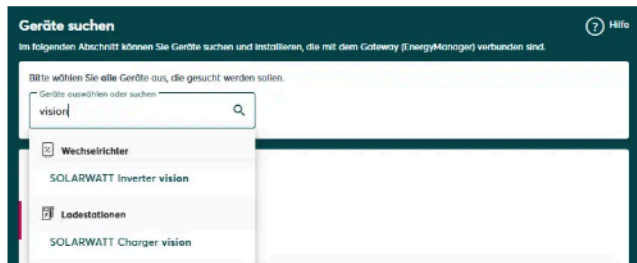 Geräte suchen
Hilfe
Im folgenden Abschnitt können Sie Geräte suchen und installieren, die mit dem Gateway (EnergyManager) verbunden sind.
Bitte wählen Sie alle Geräte aus, die gesucht werden sollen.
Geräte auswählen oder suchen
vision
Wechselrichter
SOLARWATT Inverter vision
Ladestationen
SOLARWATT Charger vision